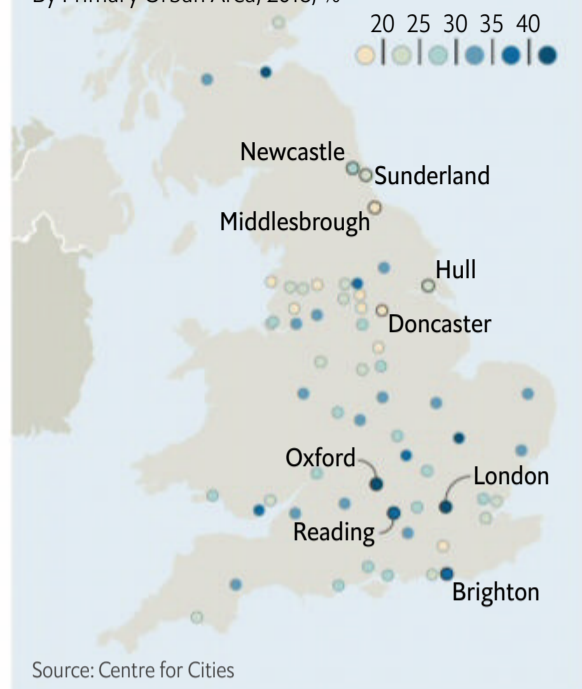 By Primary Urban Area, 2018, %
20 25 30 35 40
Newcastle
Sunderland
Middlesbrough
Hull
Doncaster
Oxford
London
Reading
Brighton
Source: Centre for Cities